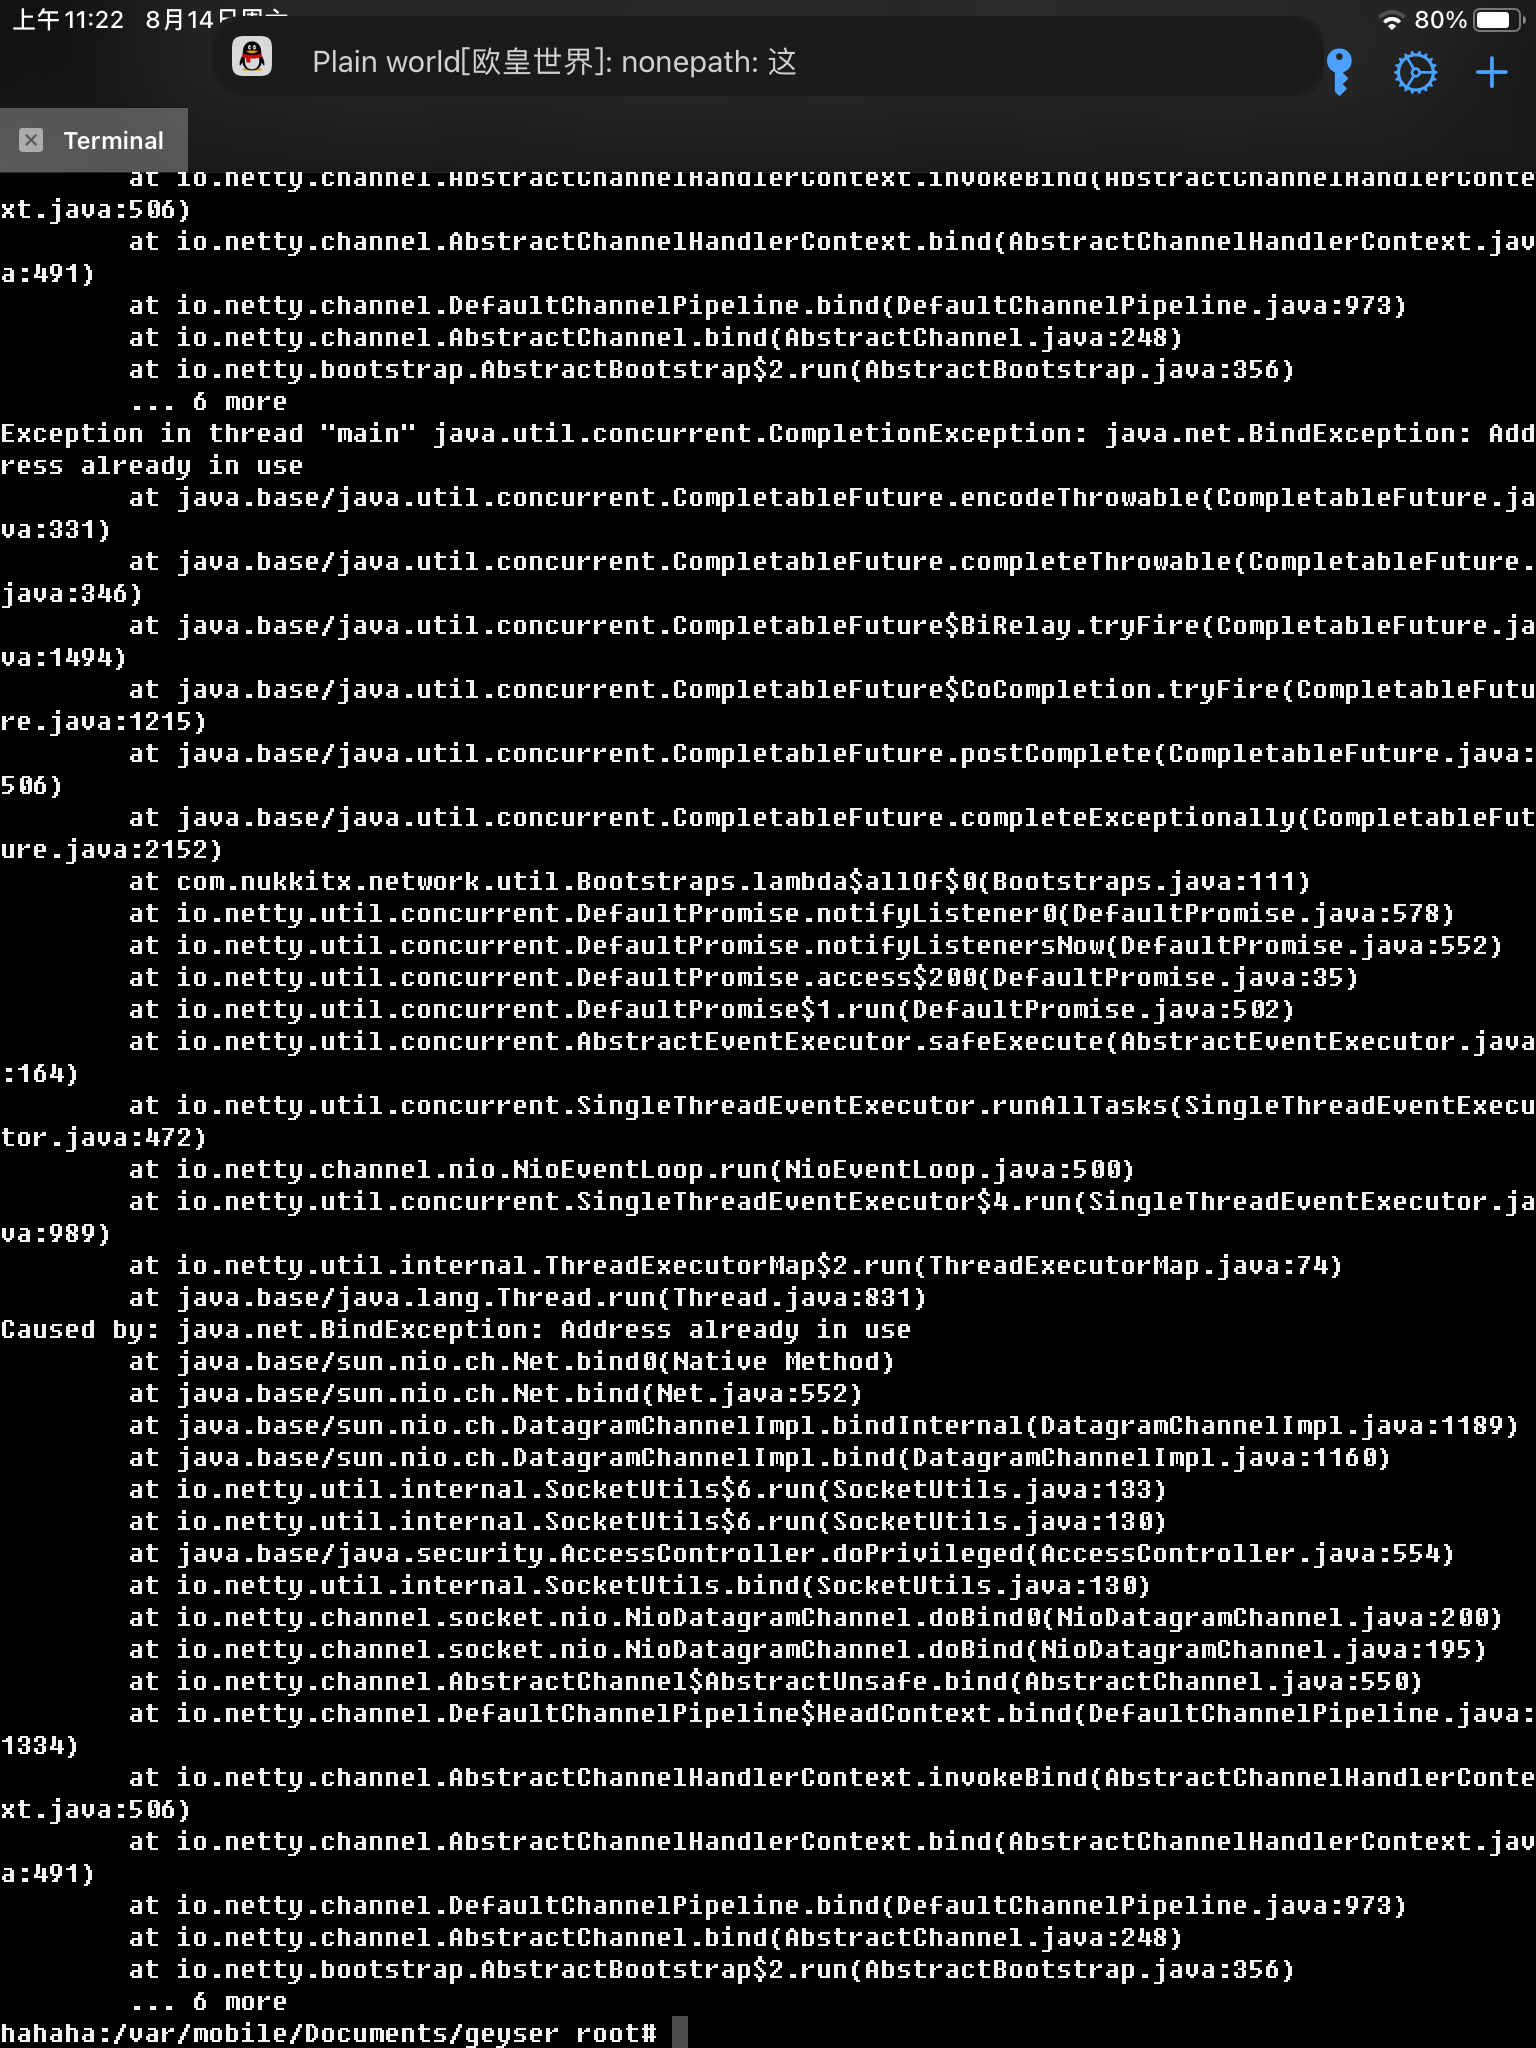 上午11:22 8月14日周六 80%
Plain world[欧皇世界]: nonepath: 这
Terminal
at io.netty.channel.AbstractChannelHandlerContext.invokeBind(AbstractChannelHandlerConte
xt.java:506)
at io.netty.channel.AbstractChannelHandlerContext.bind(AbstractChannelHandlerContext.jav
a:491)
at io.netty.channel.DefaultChannelPipeline.bind(DefaultChannelPipeline.java:973)
at io.netty.channel.AbstractChannel.bind(AbstractChannel.java:248)
at io.netty.bootstrap.AbstractBootstrap$2.run(AbstractBootstrap.java:356)
... 6 more
Exception in thread "main" java.util.concurrent.CompletionException: java.net.BindException: Add
ress already in use
at java.base/java.util.concurrent.CompletableFuture.encodeThrowable(CompletableFuture.ja
va:331)
at java.base/java.util.concurrent.CompletableFuture.completeThrowable(CompletableFuture.
java:346)
at java.base/java.util.concurrent.CompletableFuture$BiRelay.tryFire(CompletableFuture.ja
va:1494)
at java.base/java.util.concurrent.CompletableFuture$CoCompletion.tryFire(CompletableFutu
re.java:1215)
at java.base/java.util.concurrent.CompletableFuture.postComplete(CompletableFuture.java:
506)
at java.base/java.util.concurrent.CompletableFuture.completeExceptionally(CompletableFut
ure.java:2152)
at com.nukkitx.network.util.Bootstraps.lambda$allOf$0(Bootstraps.java:111)
at io.netty.util.concurrent.DefaultPromise.notifyListener0(DefaultPromise.java:578)
at io.netty.util.concurrent.DefaultPromise.notifyListenersNow(DefaultPromise.java:552)
at io.netty.util.concurrent.DefaultPromise.access$200(DefaultPromise.java:35)
at io.netty.util.concurrent.DefaultPromise$1.run(DefaultPromise.java:502)
at io.netty.util.concurrent.AbstractEventExecutor.safeExecute(AbstractEventExecutor.java
:164)
at io.netty.util.concurrent.SingleThreadEventExecutor.runAllTasks(SingleThreadEventExecu
tor.java:472)
at io.netty.channel.nio.NioEventLoop.run(NioEventLoop.java:500)
at io.netty.util.concurrent.SingleThreadEventExecutor$4.run(SingleThreadEventExecutor.ja
va:989)
at io.netty.util.internal.ThreadExecutorMap$2.run(ThreadExecutorMap.java:74)
at java.base/java.lang.Thread.run(Thread.java:831)
Caused by: java.net.BindException: Address already in use
at java.base/sun.nio.ch.Net.bind0(Native Method)
at java.base/sun.nio.ch.Net.bind(Net.java:552)
at java.base/sun.nio.ch.DatagramChannelImpl.bindInternal(DatagramChannelImpl.java:1189)
at java.base/sun.nio.ch.DatagramChannelImpl.bind(DatagramChannelImpl.java:1160)
at io.netty.util.internal.SocketUtils$6.run(SocketUtils.java:133)
at io.netty.util.internal.SocketUtils$6.run(SocketUtils.java:130)
at java.base/java.security.AccessController.doPrivileged(AccessController.java:554)
at io.netty.util.internal.SocketUtils.bind(SocketUtils.java:130)
at io.netty.channel.socket.nio.NioDatagramChannel.doBind0(NioDatagramChannel.java:200)
at io.netty.channel.socket.nio.NioDatagramChannel.doBind(NioDatagramChannel.java:195)
at io.netty.channel.AbstractChannel$AbstractUnsafe.bind(AbstractChannel.java:550)
at io.netty.channel.DefaultChannelPipeline$HeadContext.bind(DefaultChannelPipeline.java:
1334)
at io.netty.channel.AbstractChannelHandlerContext.invokeBind(AbstractChannelHandlerConte
xt.java:506)
at io.netty.channel.AbstractChannelHandlerContext.bind(AbstractChannelHandlerContext.jav
a:491)
at io.netty.channel.DefaultChannelPipeline.bind(DefaultChannelPipeline.java:973)
at io.netty.channel.AbstractChannel.bind(AbstractChannel.java:248)
at io.netty.bootstrap.AbstractBootstrap$2.run(AbstractBootstrap.java:356)
... 6 more
hahaha:/var/mobile/Documents/geyser root#